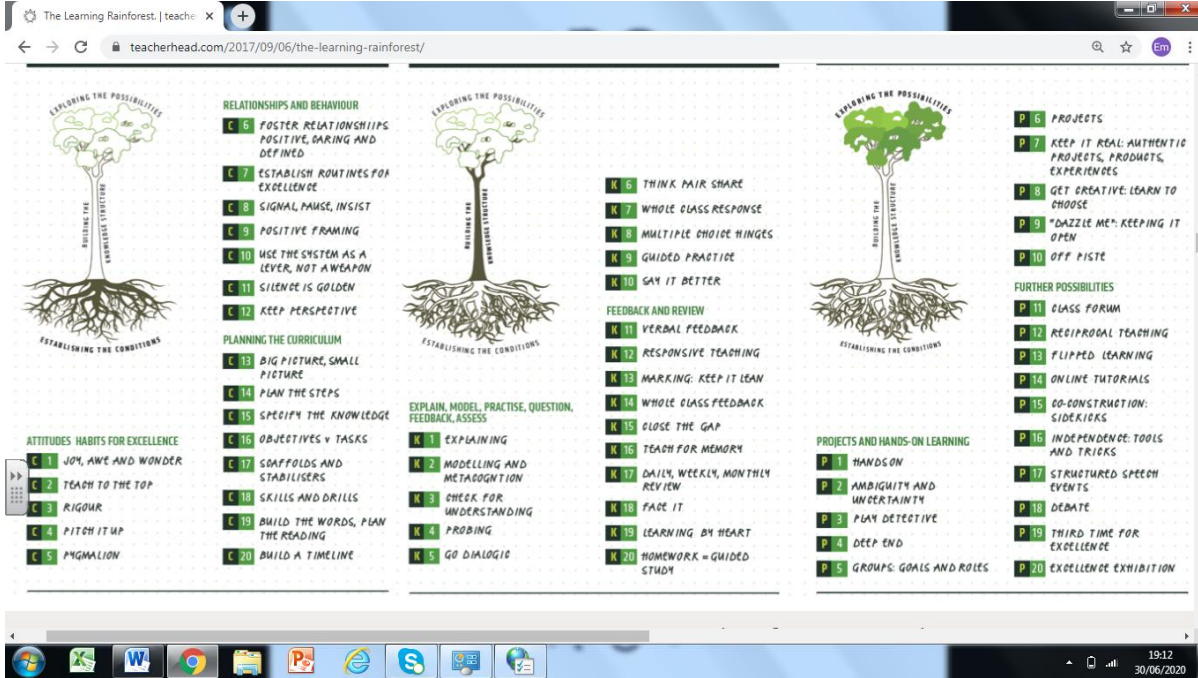 The Learning Rainforest. | teache
teacherhead.com/2017/09/06/the-learning-rainforest/
Em
EXPLORING THE POSSIBILITIES
BUILDING THE
KNOWLEDGE STRUCTURE
ESTABLISHING THE CONDITIONS
ATTITUDES HABITS FOR EXCELLENCE
C 1 JOY, AWE AND WONDER
C 2 TEACH TO THE TOP
C 3 RIGOUR
C 4 PITCH IT UP
C 5 PYGMALION
RELATIONSHIPS AND BEHAVIOUR
C 6 FOSTER RELATIONSHIIPS
POSITIVE, CARING AND
DEFINED
C 7 ESTABLISH ROUTINES FOR
EXCELLENCE
C 8 SIGNAL, PAUSE, INSIST
C 9 POSITIVE FRAMING
C 10 USE THE SYSTEM AS A
LEVER, NOT A WEAPON
C 11 SILENCE IS GOLDEN
C 12 KEEP PERSPECTIVE
PLANNING THE CURRICULUM
C 13 BIG PICTURE, SMALL
PICTURE
C 14 PLAN THE STEPS
C 15 SPECIFY THE KNOWLEDGE
C 16 OBJECTIVES v TASKS
C 17 SCAFFOLDS AND
STABILISERS
C 18 SKILLS AND DRILLS
C 19 BUILD THE WORDS, PLAN
THE READING
C 20 BUILD A TIMELINE
EXPLORING THE POSSIBILITIES
BUILDING THE
KNOWLEDGE STRUCTURE
ESTABLISHING THE CONDITIONS
EXPLAIN, MODEL, PRACTISE, QUESTION,
FEEDBACK, ASSESS
K 1 EXPLAINING
K 2 MODELLING AND
METACOGNTION
K 3 CHECK FOR
UNDERSTANDING
K 4 PROBING
K 5 GO DIALOGIC
K 6 THINK PAIR SHARE
K 7 WHOLE CLASS RESPONSE
K 8 MULTIPLE CHOICE HINGES
K 9 GUIDED PRACTICE
K 10 SAY IT BETTER
FEEDBACK AND REVIEW
K 11 VERBAL FEEDBACK
K 12 RESPONSIVE TEACHING
K 13 MARKING: KEEP IT LEAN
K 14 WHOLE CLASS FEEDBACK
K 15 CLOSE THE GAP
K 16 TEACH FOR MEMORY
K 17 DAILY, WEEKLY, MONTHLY
REVIEW
K 18 FACE IT
K 19 LEARNING BY HEART
K 20 HOMEWORK = GUIDED
STUDY
EXPLORING THE POSSIBILITIES
BUILDING THE
KNOWLEDGE STRUCTURE
ESTABLISHING THE CONDITIONS
PROJECTS AND HANDS-ON LEARNING
P 1 HANDS ON
P 2 AMBIGUITY AND
UNCERTAINTY
P 3 PLAY DETECTIVE
P 4 DEEP END
P 5 GROUPS: GOALS AND ROLES
P 6 PROJECTS
P 7 KEEP IT REAL: AUTHENTIC
PROJECTS, PRODUCTS,
EXPERIENCES
P 8 GET CREATIVE: LEARN TO
CHOOSE
P 9 "DAZZLE ME": KEEPING IT
OPEN
P 10 OFF PISTE
FURTHER POSSIBILITIES
P 11 CLASS FORUM
P 12 RECIPROCAL TEACHING
P 13 FLIPPED LEARNING
P 14 ONLINE TUTORIALS
P 15 CO-CONSTRUCTION:
SIDEKICKS
P 16 INDEPENDENCE: TOOLS
AND TRICKS
P 17 STRUCTURED SPEECH
EVENTS
P 18 DEBATE
P 19 THIRD TIME FOR
EXCELLENCE
P 20 EXCELLENCE EXHIBITION
19:12
30/06/2020